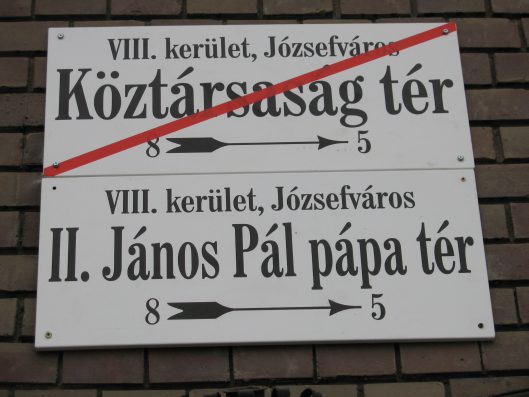 VIII. kerület, Józsefváros
Köztársaság tér
8 5
VIII. kerület, Józsefváros
II. János Pál pápa tér
8 5